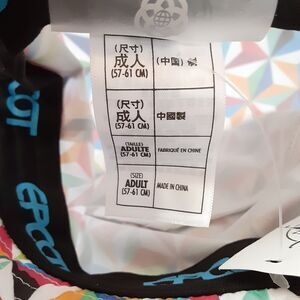 (尺寸)
成人 (中国) 製
(57-61 CM)
(尺寸)
成人 中國製
(57-61 CM)
(TAILLE)
ADULTE FABRIQUÉ EN CHINE
(57-61 CM)
(SIZE)
ADULT MADE IN CHINA
(57-61 CM)
COT
EPCOT
EPCOT